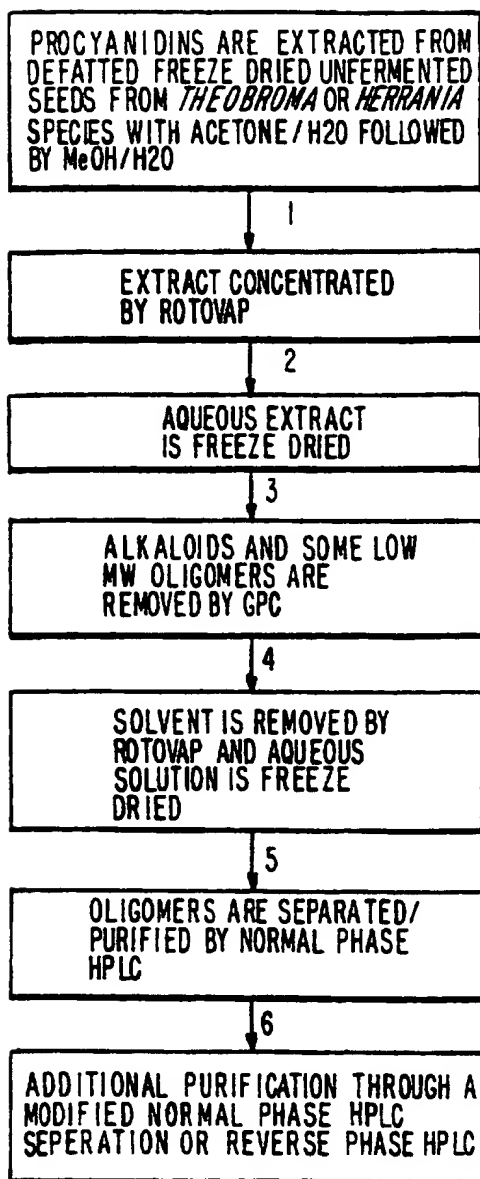 PROCYANIDINS ARE EXTRACTED FROM
DEFATTED FREEZE DRIED UNFERMENTED
SEEDS FROM THEOBROMA OR HERRANIA
SPECIES WITH ACETONE/H2O FOLLOWED
BY MeOH/H2O
1
EXTRACT CONCENTRATED
BY ROTOVAP
2
AQUEOUS EXTRACT
IS FREEZE DRIED
3
ALKALOIDS AND SOME LOW
MW OLIGOMERS ARE
REMOVED BY GPC
4
SOLVENT IS REMOVED BY
ROTOVAP AND AQUEOUS
SOLUTION IS FREEZE
DRIED
5
OLIGOMERS ARE SEPARATED/
PURIFIED BY NORMAL PHASE
HPLC
6
ADDITIONAL PURIFICATION THROUGH A
MODIFIED NORMAL PHASE HPLC
SEPERATION OR REVERSE PHASE HPLC